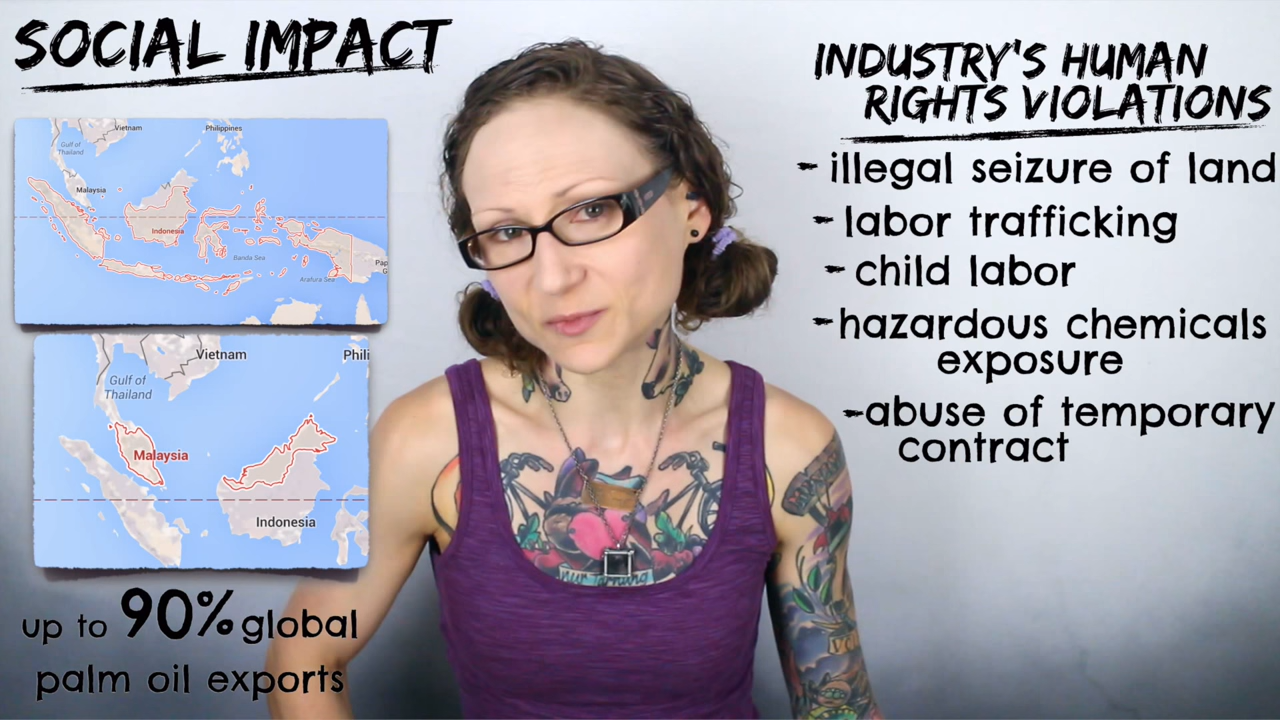 SOCIAL IMPACT
Vietnam
Philippines
Gulf of
Thailand
Malaysia
Indonesia
Banda Sea
Arafura Sea
Vietnam
Phili
Gulf of
Thailand
Malaysia
Indonesia
up to 90% global
palm oil exports
INDUSTRY'S HUMAN
RIGHTS VIOLATIONS
- illegal seizure of land
- labor trafficking
- child labor
- hazardous chemicals
exposure
- abuse of temporary
contract